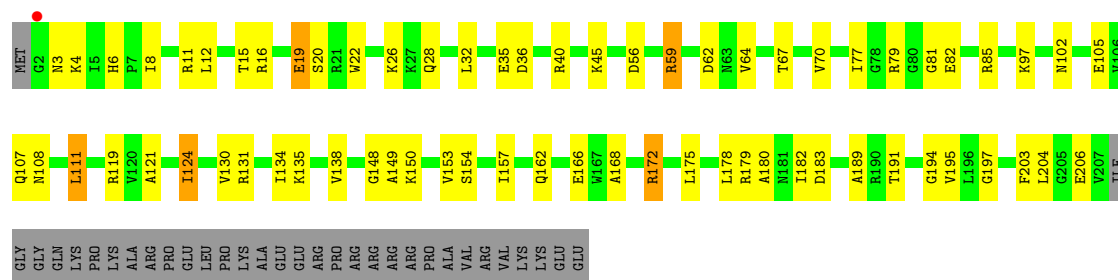 MET G2 N3 K4 I5 H6 P7 I8 R11 L12 T15 R16 E19 S20 R21 W22 K26 K27 Q28 L32 E35 D36 R40 K45 D56 R59 D62 N63 V64 T67 V70 I77 G78 R79 G80 G81 E82 R85 K97 N102 E105 V106
Q107 N108 L111 R119 V120 A121 I124 V130 R131 I134 K135 V138 G148 A149 K150 V153 S154 I157 Q162 E166 W167 A168 R172 L175 L178 R179 A180 N181 I182 D183 A189 R190 T191 G194 V195 L196 G197 F203 L204 G205 E206 V207 ILE
GLY GLY GLN LYS PRO LYS ALA ARG PRO GLU LEU PRO LYS ALA GLU GLU ARG PRO ARG ARG ARG ARG PRO ALA VAL ARG VAL LYS LYS GLU GLU